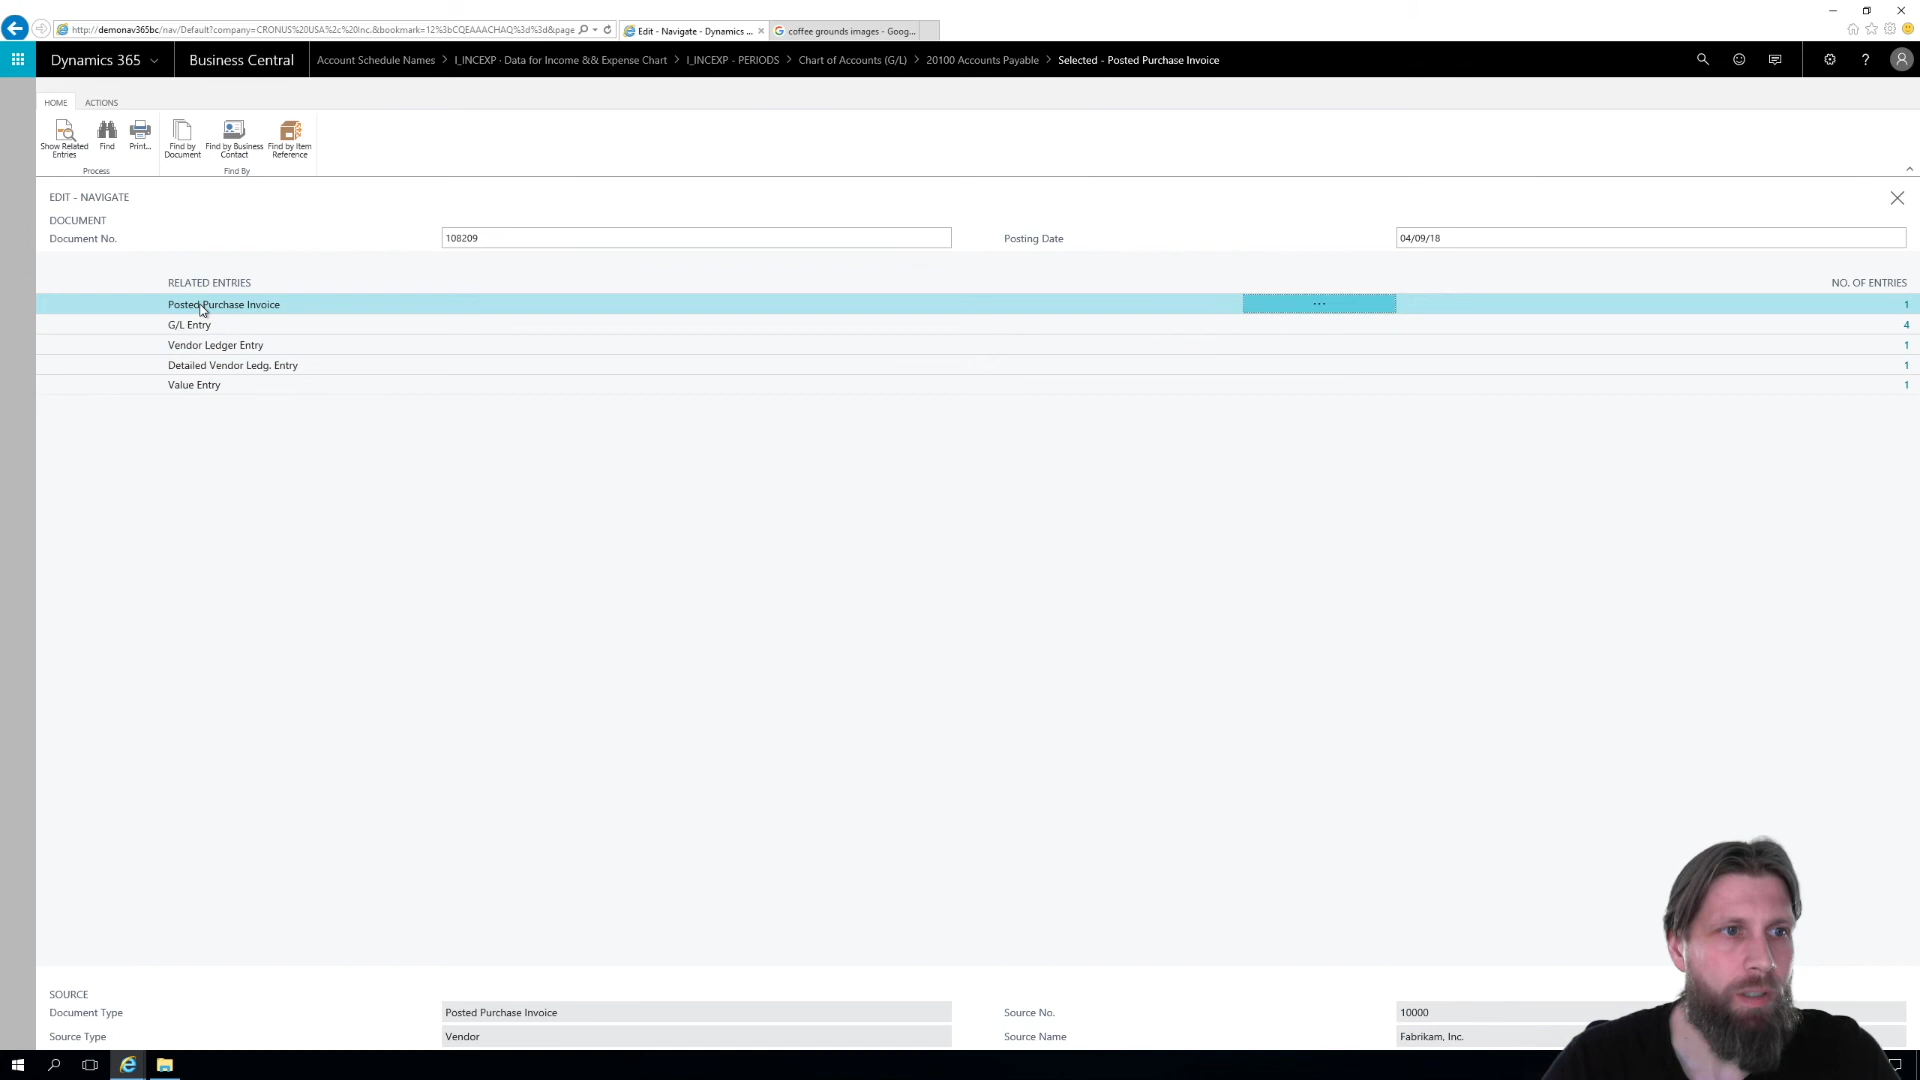 http://demonav365bc/nav/Default?company=CRONUS%20USA%2c%20Inc.&bookmark=12%3bCQEAAACHAQ%3d%3d&page
Edit - Navigate - Dynamics ...
coffee grounds images - Goog...
Dynamics 365
Business Central
Account Schedule Names > I_INCEXP · Data for Income && Expense Chart > I_INCEXP - PERIODS > Chart of Accounts (G/L) > 20100 Accounts Payable > Selected - Posted Purchase Invoice
HOME
ACTIONS
Show Related Entries
Find
Print...
Find by Document
Find by Business Contact
Find by Item Reference
Process
Find By
EDIT - NAVIGATE
DOCUMENT
Document No.
108209
Posting Date
04/09/18
RELATED ENTRIES
NO. OF ENTRIES
Posted Purchase Invoice
...
1
G/L Entry
4
Vendor Ledger Entry
1
Detailed Vendor Ledg. Entry
1
Value Entry
1
SOURCE
Document Type
Posted Purchase Invoice
Source No.
10000
Source Type
Vendor
Source Name
Fabrikam, Inc.